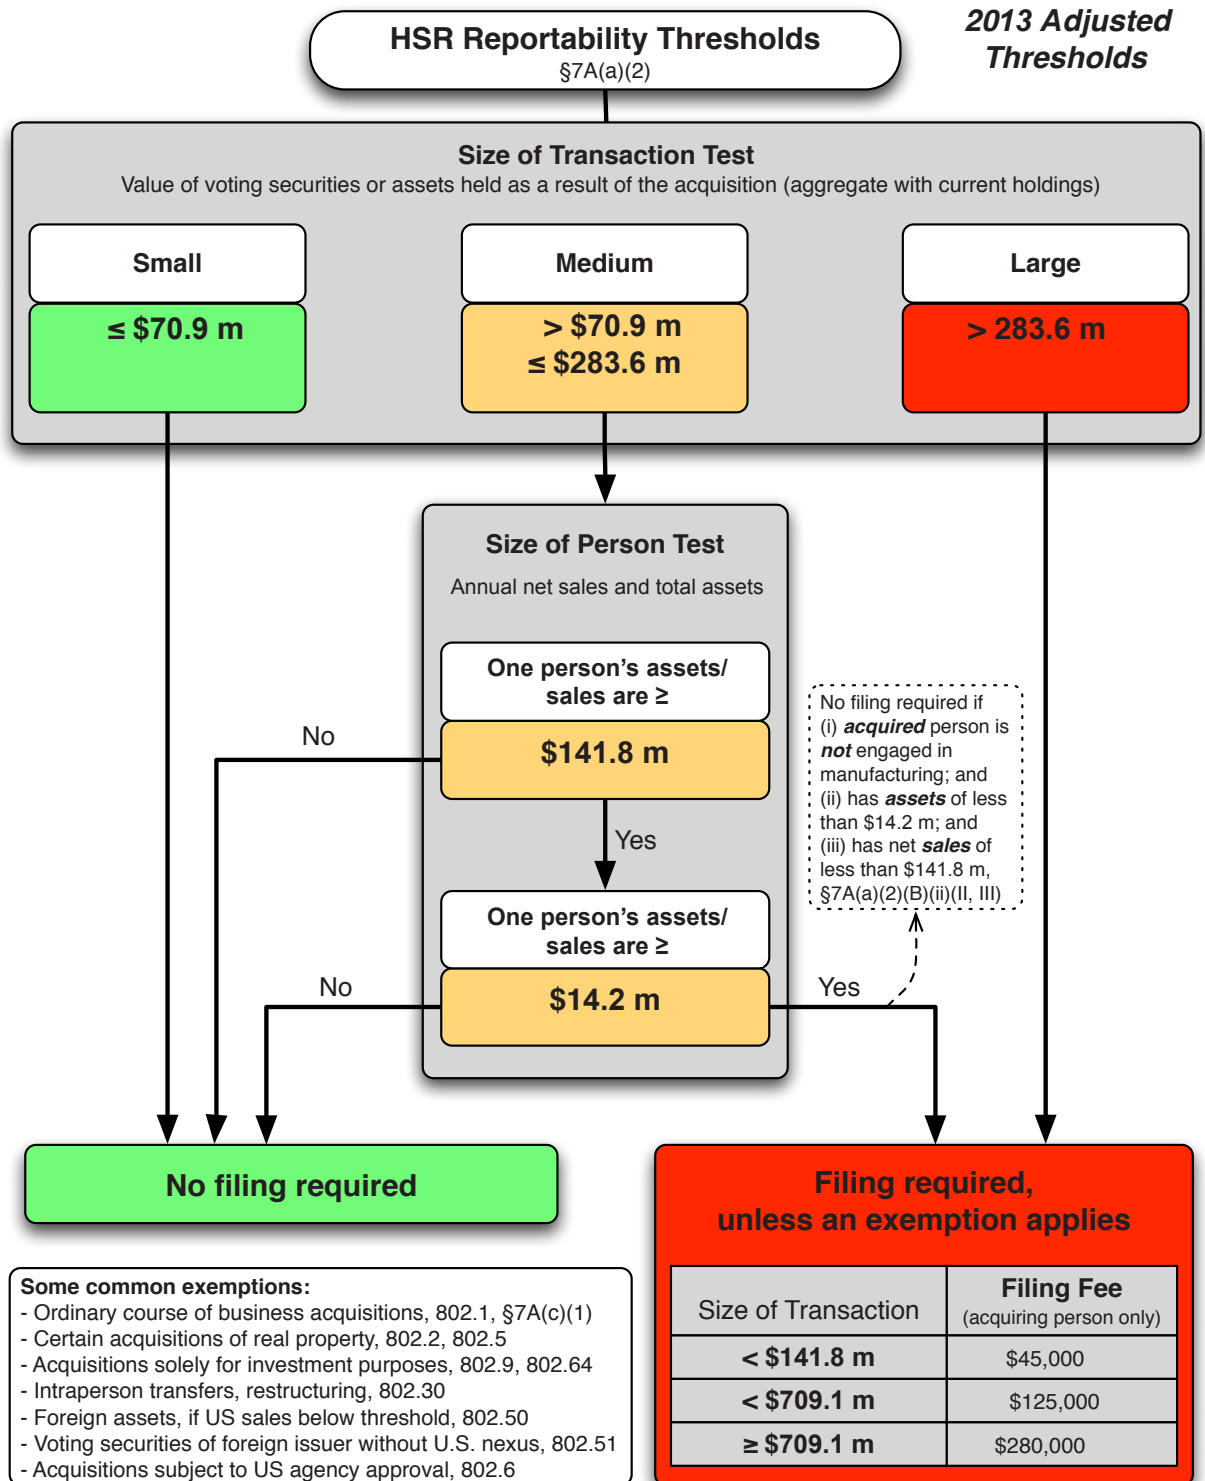 HSR Reportability Thresholds
§7A(a)(2)
2013 Adjusted
Thresholds
Size of Transaction Test
Value of voting securities or assets held as a result of the acquisition (aggregate with current holdings)
Small
≤ $70.9 m
Medium
> $70.9 m
≤ $283.6 m
Large
> 283.6 m
Size of Person Test
Annual net sales and total assets
One person’s assets/
sales are ≥
$141.8 m
No
Yes
One person’s assets/
sales are ≥
$14.2 m
No
Yes
No filing required if
(i) acquired person is
not engaged in
manufacturing; and
(ii) has assets of less
than $14.2 m; and
(iii) has net sales of
less than $141.8 m,
§7A(a)(2)(B)(ii)(II, III)
No filing required
Filing required,
unless an exemption applies
Size of Transaction
Filing Fee
(acquiring person only)
< $141.8 m
$45,000
< $709.1 m
$125,000
≥ $709.1 m
$280,000
Some common exemptions:
- Ordinary course of business acquisitions, 802.1, §7A(c)(1)
- Certain acquisitions of real property, 802.2, 802.5
- Acquisitions solely for investment purposes, 802.9, 802.64
- Intraperson transfers, restructuring, 802.30
- Foreign assets, if US sales below threshold, 802.50
- Voting securities of foreign issuer without U.S. nexus, 802.51
- Acquisitions subject to US agency approval, 802.6